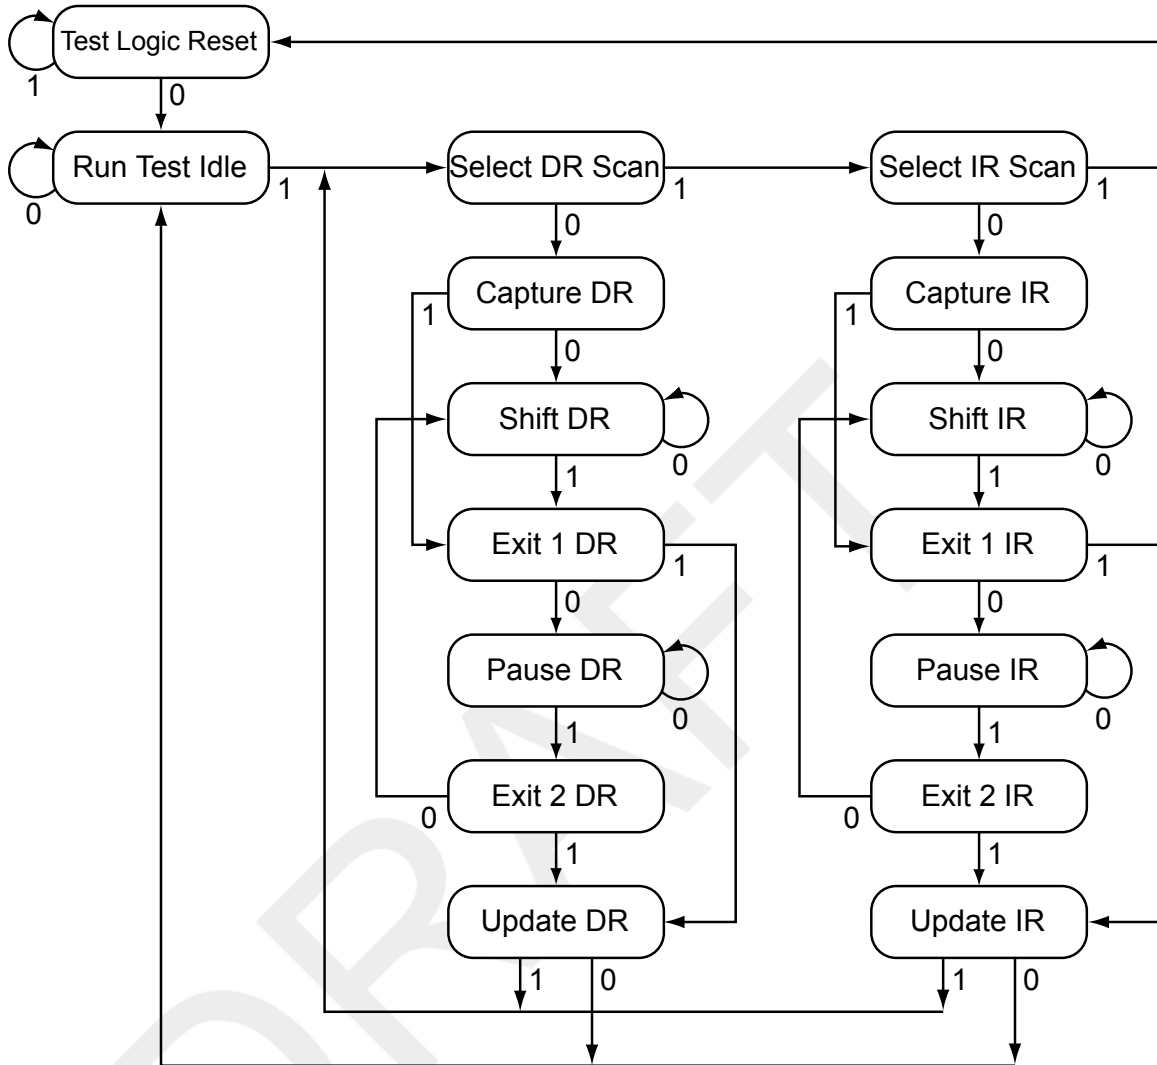 Test Logic Reset
1
0
Run Test Idle
0
1
Select DR Scan
1
Select IR Scan
1
0
0
Capture DR
Capture IR
1
0
1
0
Shift DR
Shift IR
0
0
1
1
Exit 1 DR
1
Exit 1 IR
1
0
0
Pause DR
Pause IR
0
0
1
1
Exit 2 DR
Exit 2 IR
0
0
1
1
Update DR
Update IR
1
0
1
0
DRAFT